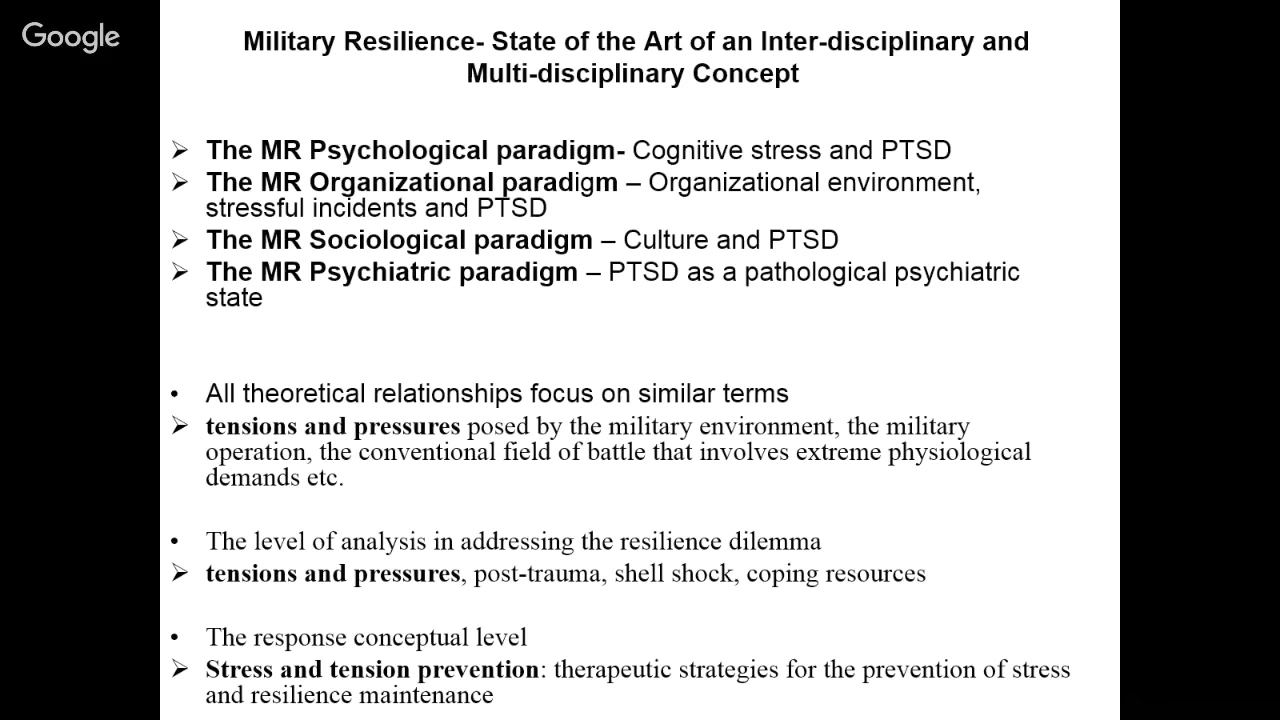 Google
Military Resilience- State of the Art of an Inter-disciplinary and
Multi-disciplinary Concept
➢ The MR Psychological paradigm- Cognitive stress and PTSD
➢ The MR Organizational paradigm – Organizational environment,
stressful incidents and PTSD
➢ The MR Sociological paradigm – Culture and PTSD
➢ The MR Psychiatric paradigm – PTSD as a pathological psychiatric
state
• All theoretical relationships focus on similar terms
➢ tensions and pressures posed by the military environment, the military
operation, the conventional field of battle that involves extreme physiological
demands etc.
• The level of analysis in addressing the resilience dilemma
➢ tensions and pressures, post-trauma, shell shock, coping resources
• The response conceptual level
➢ Stress and tension prevention: therapeutic strategies for the prevention of stress
and resilience maintenance